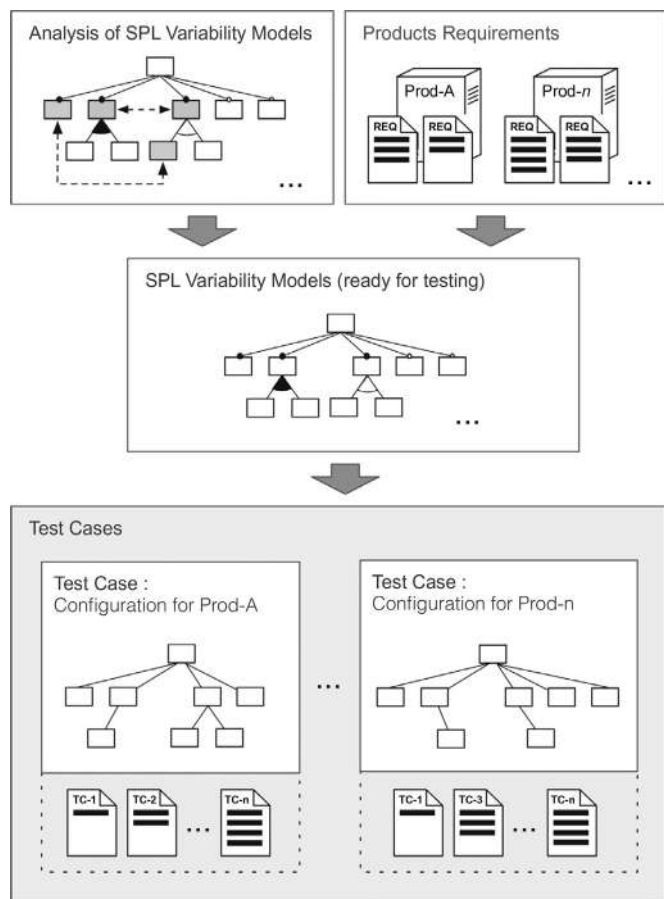 Analysis of SPL Variability Models
...
Products Requirements
Prod-A
REQ
REQ
Prod-n
REQ
REQ
...
SPL Variability Models (ready for testing)
...
Test Cases
Test Case :
Configuration for Prod-A
TC-1
TC-2
...
TC-n
...
Test Case :
Configuration for Prod-n
TC-1
TC-3
...
TC-n